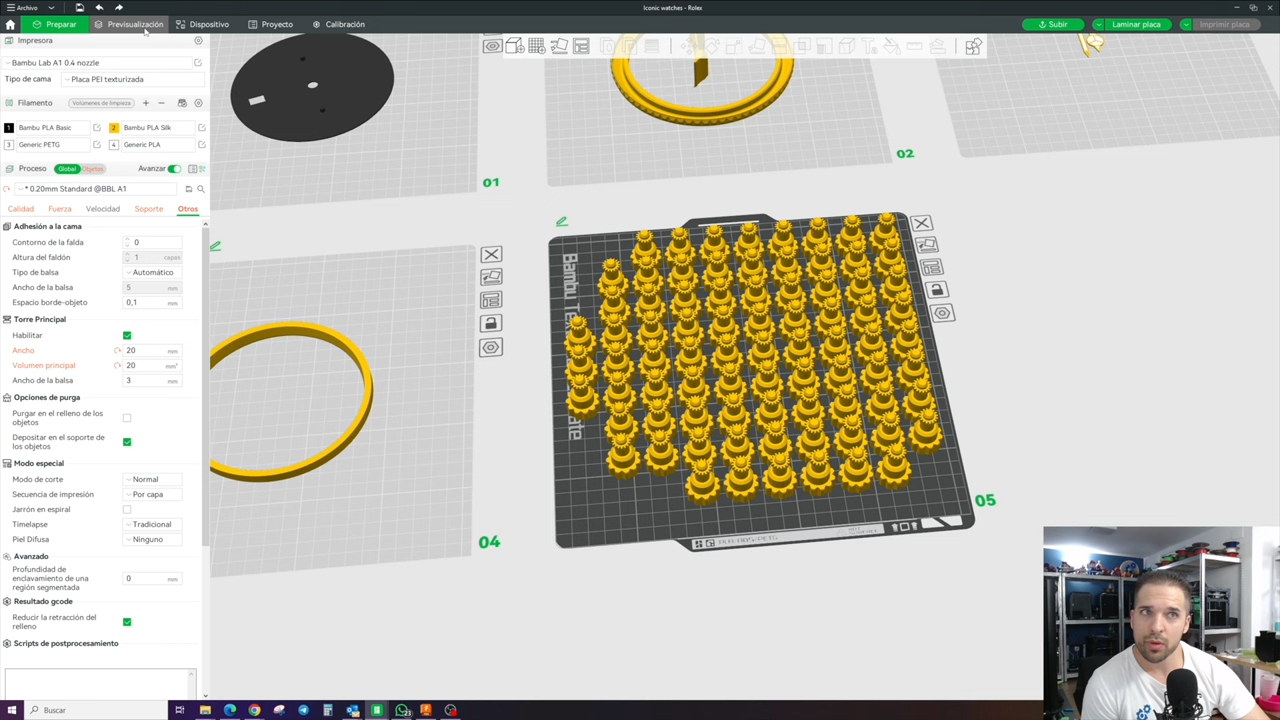 Archivo
Iconic watches - Rolex
Preparar
Previsualización
Dispositivo
Proyecto
Calibración
Subir
Laminar placa
Imprimir placa
Impresora
Bambu Lab A1 0.4 nozzle
Tipo de cama
Placa PEI texturizada
Filamento
Volúmenes de limpieza
1 Bambu PLA Basic
2 Bambu PLA Silk
3 Generic PETG
4 Generic PLA
Proceso
Global
Objetos
Avanzar
* 0.20mm Standard @BBL A1
Calidad
Fuerza
Velocidad
Soporte
Otros
Adhesión a la cama
Contorno de la falda 0
Altura del faldón 1 capas
Tipo de balsa Automático
Ancho de la balsa 5 mm
Espacio borde-objeto 0,1 mm
Torre Principal
Habilitar
Ancho 20 mm
Volumen principal 20 mm³
Ancho de la balsa 3 mm
Opciones de purga
Purgar en el relleno de los
objetos
Depositar en el soporte de
los objetos
Modo especial
Modo de corte Normal
Secuencia de impresión Por capa
Jarrón en espiral
Timelapse Tradicional
Piel Difusa Ninguno
Avanzado
Profundidad de
enclavamiento de una
región segmentada
0 mm
Resultado gcode
Reducir la retracción del
relleno
Scripts de postprocesamiento
01
02
04
05
Bambu
Buscar